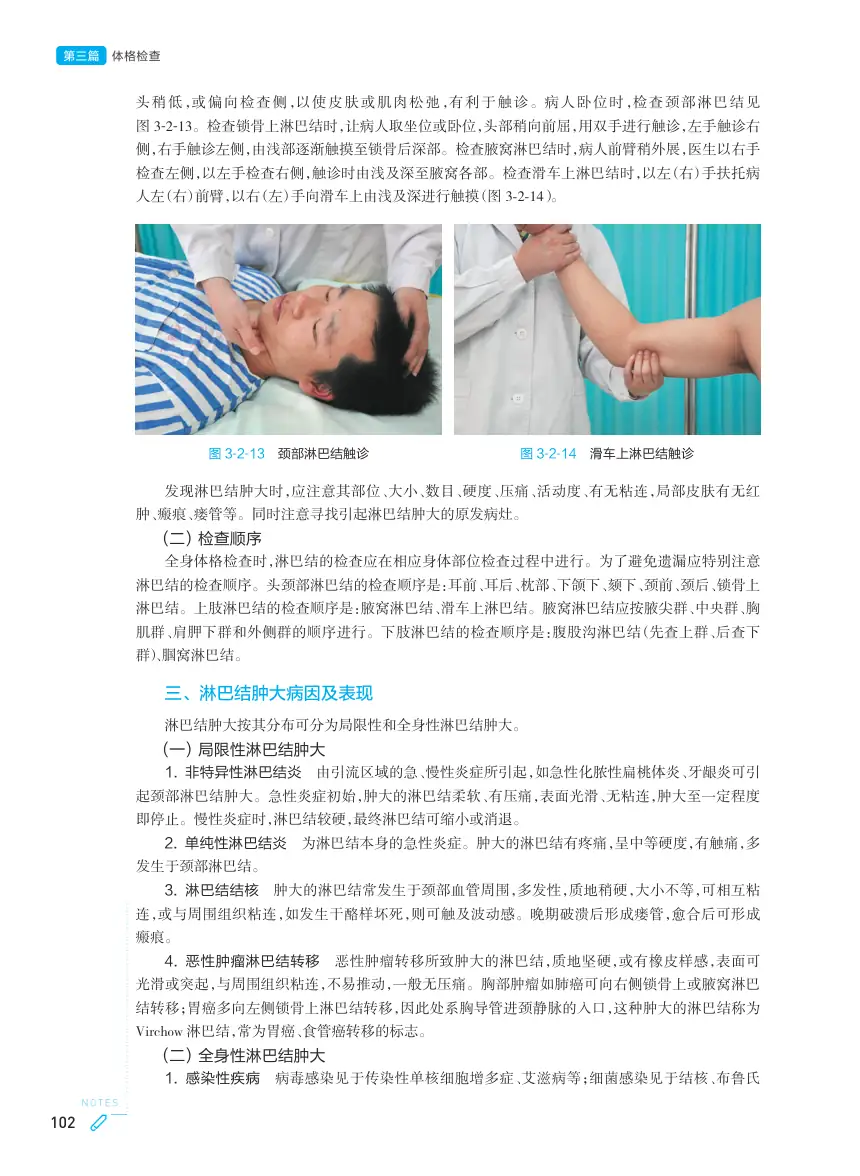 第三篇 体格检查
头稍低,或偏向检查侧,以使皮肤或肌肉松弛,有利于触诊。病人卧位时,检查颈部淋巴结见
图 3-2-13。检查锁骨上淋巴结时,让病人取坐位或卧位,头部稍向前屈,用双手进行触诊,左手触诊右
侧,右手触诊左侧,由浅部逐渐触摸至锁骨后深部。检查腋窝淋巴结时,病人前臂稍外展,医生以右手
检查左侧,以左手检查右侧,触诊时由浅及深至腋窝各部。检查滑车上淋巴结时,以左(右)手扶托病
人左(右)前臂,以右(左)手向滑车上由浅及深进行触摸(图 3-2-14)。
图 3-2-13 颈部淋巴结触诊
图 3-2-14 滑车上淋巴结触诊
发现淋巴结肿大时,应注意其部位、大小、数目、硬度、压痛、活动度、有无粘连,局部皮肤有无红
肿、瘢痕、瘘管等。同时注意寻找引起淋巴结肿大的原发病灶。
(二)检查顺序
全身体格检查时,淋巴结的检查应在相应身体部位检查过程中进行。为了避免遗漏应特别注意
淋巴结的检查顺序。头颈部淋巴结的检查顺序是:耳前、耳后、枕部、下颌下、颏下、颈前、颈后、锁骨上
淋巴结。上肢淋巴结的检查顺序是:腋窝淋巴结、滑车上淋巴结。腋窝淋巴结应按腋尖群、中央群、胸
肌群、肩胛下群和外侧群的顺序进行。下肢淋巴结的检查顺序是:腹股沟淋巴结(先查上群、后查下
群)、腘窝淋巴结。
三、淋巴结肿大病因及表现
淋巴结肿大按其分布可分为局限性和全身性淋巴结肿大。
(一)局限性淋巴结肿大
1. 非特异性淋巴结炎 由引流区域的急、慢性炎症所引起,如急性化脓性扁桃体炎、牙龈炎可引
起颈部淋巴结肿大。急性炎症初始,肿大的淋巴结柔软、有压痛,表面光滑、无粘连,肿大至一定程度
即停止。慢性炎症时,淋巴结较硬,最终淋巴结可缩小或消退。
2. 单纯性淋巴结炎 为淋巴结本身的急性炎症。肿大的淋巴结有疼痛,呈中等硬度,有触痛,多
发生于颈部淋巴结。
3. 淋巴结结核 肿大的淋巴结常发生于颈部血管周围,多发性,质地稍硬,大小不等,可相互粘
连,或与周围组织粘连,如发生干酪样坏死,则可触及波动感。晚期破溃后形成瘘管,愈合后可形成
瘢痕。
4. 恶性肿瘤淋巴结转移 恶性肿瘤转移所致肿大的淋巴结,质地坚硬,或有橡皮样感,表面可
光滑或突起,与周围组织粘连,不易推动,一般无压痛。胸部肿瘤如肺癌可向右侧锁骨上或腋窝淋巴
结转移;胃癌多向左侧锁骨上淋巴结转移,因此处系胸导管进颈静脉的入口,这种肿大的淋巴结称为
Virchow 淋巴结,常为胃癌、食管癌转移的标志。
(二)全身性淋巴结肿大
1. 感染性疾病 病毒感染见于传染性单核细胞增多症、艾滋病等;细菌感染见于结核、布鲁氏
NOTES
102